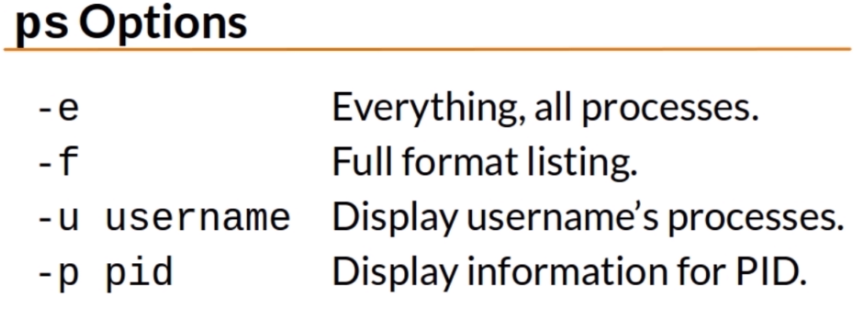 ps Options
-e Everything, all processes.
-f Full format listing.
-u username Display username’s processes.
-p pid Display information for PID.